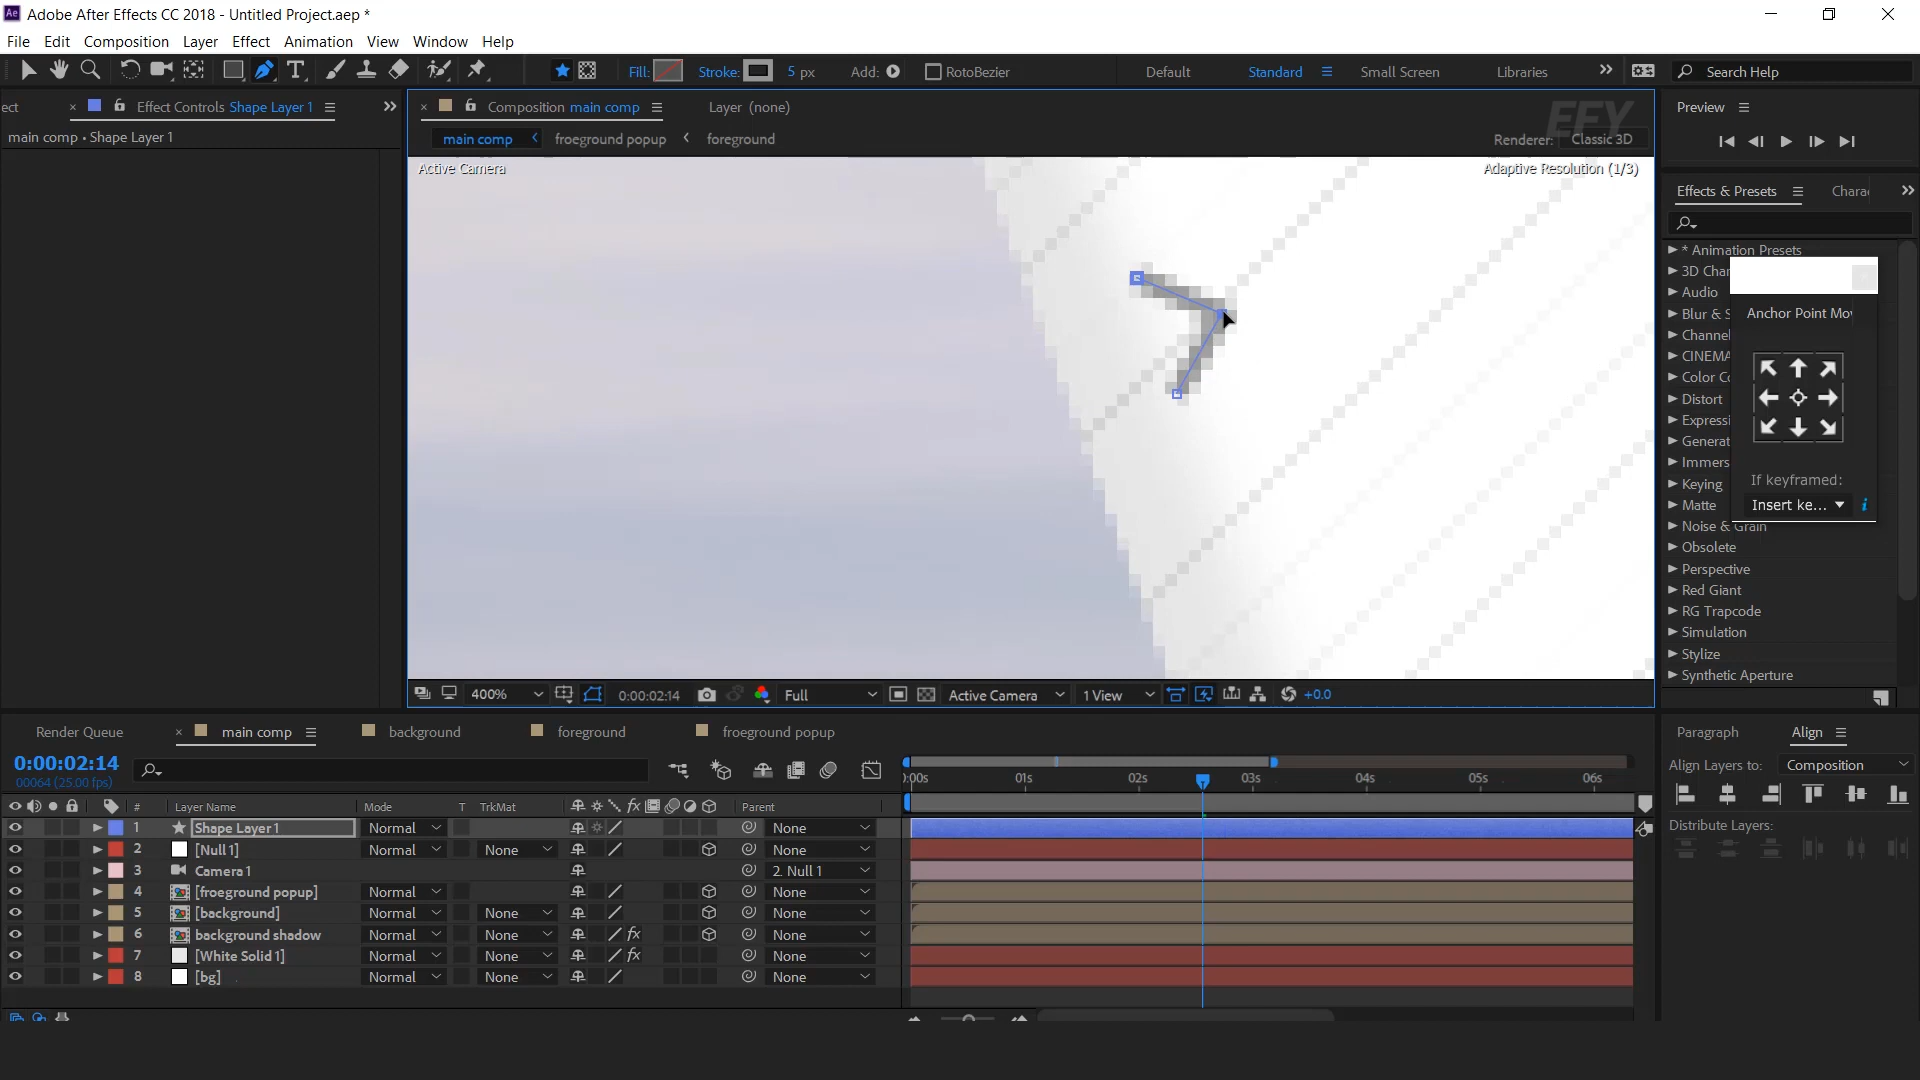 Adobe After Effects CC 2018 - Untitled Project.aep *
File Edit Composition Layer Effect Animation View Window Help
Fill: Stroke: 5 px Add: RotoBezier Default Standard Small Screen Libraries Search Help
ect Effect Controls Shape Layer 1
Composition main comp Layer (none)
Preview
main comp • Shape Layer 1
main comp froeground popup foreground
EFY
Renderer: Classic 3D
Active Camera
Adaptive Resolution (1/3)
Effects & Presets Chara
* Animation Presets
3D Char
Audio
Blur & S
Channel
CINEMA
Color Co
Distort
Expressi
Generat
Immers
Keying
Matte
Noise & Grain
Obsolete
Perspective
Red Giant
RG Trapcode
Simulation
Stylize
Synthetic Aperture
Anchor Point Mov
If keyframed:
Insert ke...
400% 0:00:02:14 Full Active Camera 1 View +0.0
Render Queue main comp background foreground froeground popup
Paragraph Align
0:00:02:14
00064 (25.00 fps)
:00s 01s 02s 03s 04s 05s 06s
Align Layers to: Composition
Distribute Layers:
# Layer Name Mode T TrkMat Parent
1 Shape Layer 1 Normal None
2 [Null 1] Normal None None
3 Camera 1 2. Null 1
4 [froeground popup] Normal None
5 [background] Normal None None
6 background shadow Normal None None
7 [White Solid 1] Normal None None
8 [bg] Normal None None